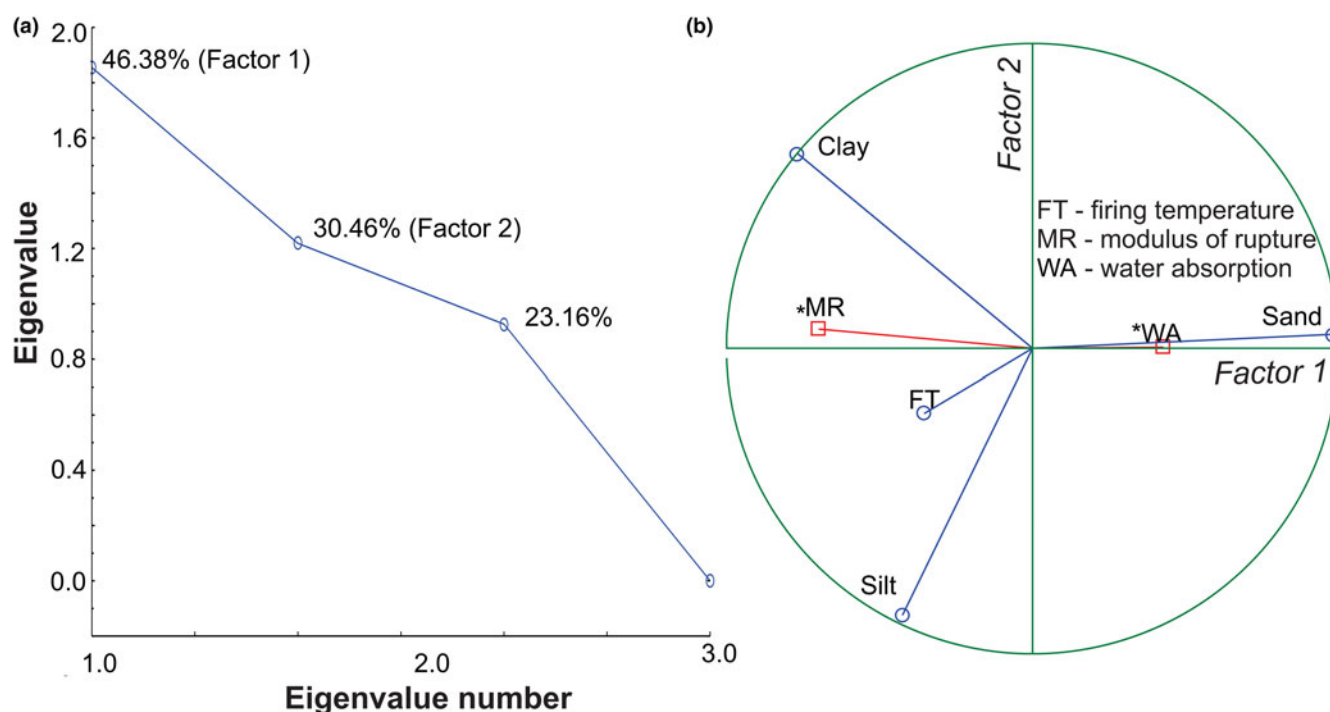 (a)
2.0
46.38% (Factor 1)
1.6
30.46% (Factor 2)
1.2
23.16%
0.8
0.4
0.0
Eigenvalue
1.0
2.0
3.0
Eigenvalue number
(b)
Factor 2
Clay
FT - firing temperature
MR - modulus of rupture
WA - water absorption
*MR
*WA
Sand
Factor 1
FT
Silt